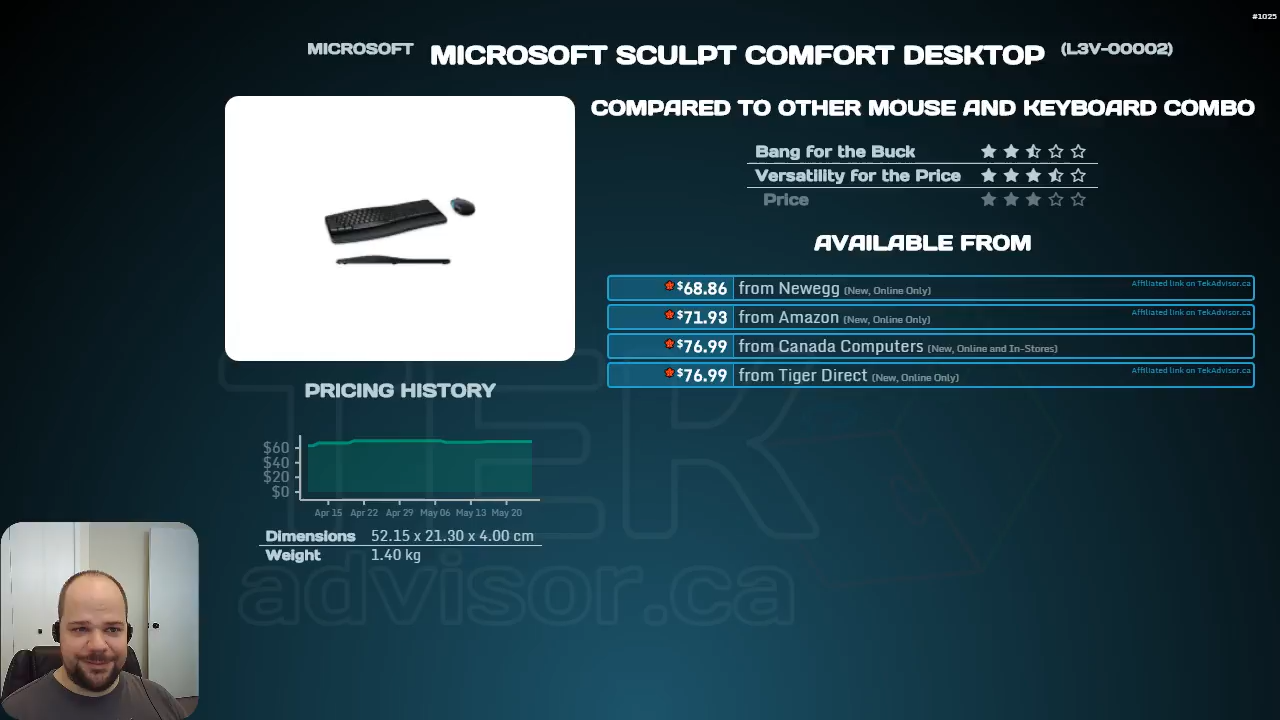 #1025
MICROSOFT MICROSOFT SCULPT COMFORT DESKTOP (L3V-00002)
COMPARED TO OTHER MOUSE AND KEYBOARD COMBO
Bang for the Buck
Versatility for the Price
Price
AVAILABLE FROM
$68.86 from Newegg (New, Online Only) Affiliated link on TekAdvisor.ca
$71.93 from Amazon (New, Online Only) Affiliated link on TekAdvisor.ca
$76.99 from Canada Computers (New, Online and In-Stores)
$76.99 from Tiger Direct (New, Online Only) Affiliated link on TekAdvisor.ca
PRICING HISTORY
$60
$40
$20
$0
Apr 15 Apr 22 Apr 29 May 06 May 13 May 20
Dimensions 52.15 x 21.30 x 4.00 cm
Weight 1.40 kg
TEK
advisor.ca